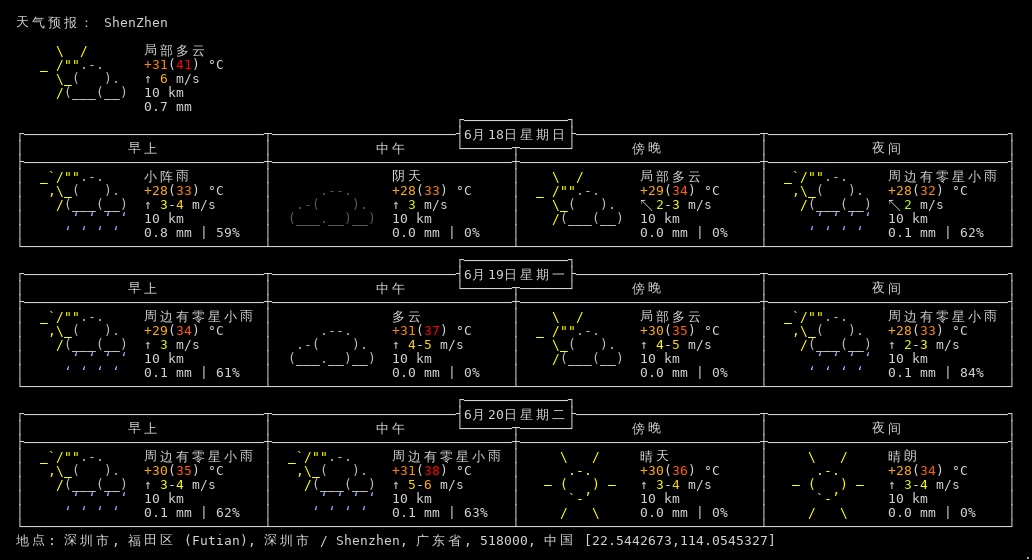 天气预报： ShenZhen
局部多云
+31(41) °C
↑ 6 m/s
10 km
0.7 mm
6月18日星期日
早上 中午 傍晚 夜间
小阵雨 阴天 局部多云 周边有零星小雨
+28(33) °C +28(33) °C +29(34) °C +28(32) °C
↑ 3-4 m/s ↑ 3 m/s ↖ 2-3 m/s ↖ 2 m/s
10 km 10 km 10 km 10 km
0.8 mm | 59% 0.0 mm | 0% 0.0 mm | 0% 0.1 mm | 62%
6月19日星期一
早上 中午 傍晚 夜间
周边有零星小雨 多云 局部多云 周边有零星小雨
+29(34) °C +31(37) °C +30(35) °C +28(33) °C
↑ 3 m/s ↑ 4-5 m/s ↑ 4-5 m/s ↑ 2-3 m/s
10 km 10 km 10 km 10 km
0.1 mm | 61% 0.0 mm | 0% 0.0 mm | 0% 0.1 mm | 84%
6月20日星期二
早上 中午 傍晚 夜间
周边有零星小雨 周边有零星小雨 晴天 晴朗
+30(35) °C +31(38) °C +30(36) °C +28(34) °C
↑ 3-4 m/s ↑ 5-6 m/s ↑ 3-4 m/s ↑ 3-4 m/s
10 km 10 km 10 km 10 km
0.1 mm | 62% 0.1 mm | 63% 0.0 mm | 0% 0.0 mm | 0%
地点: 深圳市, 福田区 (Futian), 深圳市 / Shenzhen, 广东省, 518000, 中国 [22.5442673,114.0545327]